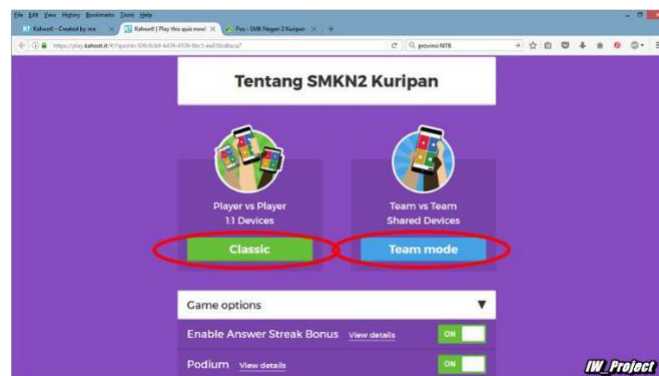 File Edit View History Bookmarks Tools Help
Kahoot! - Created by me
Kahoot! | Play this quiz now!
Pos - SMK Negeri 2 Kuripan
provinsi NTB
Tentang SMKN2 Kuripan
Player vs Player
1:1 Devices
Classic
Team vs Team
Shared Devices
Team mode
Game options
Enable Answer Streak Bonus View details ON
Podium View details ON
IW_Project